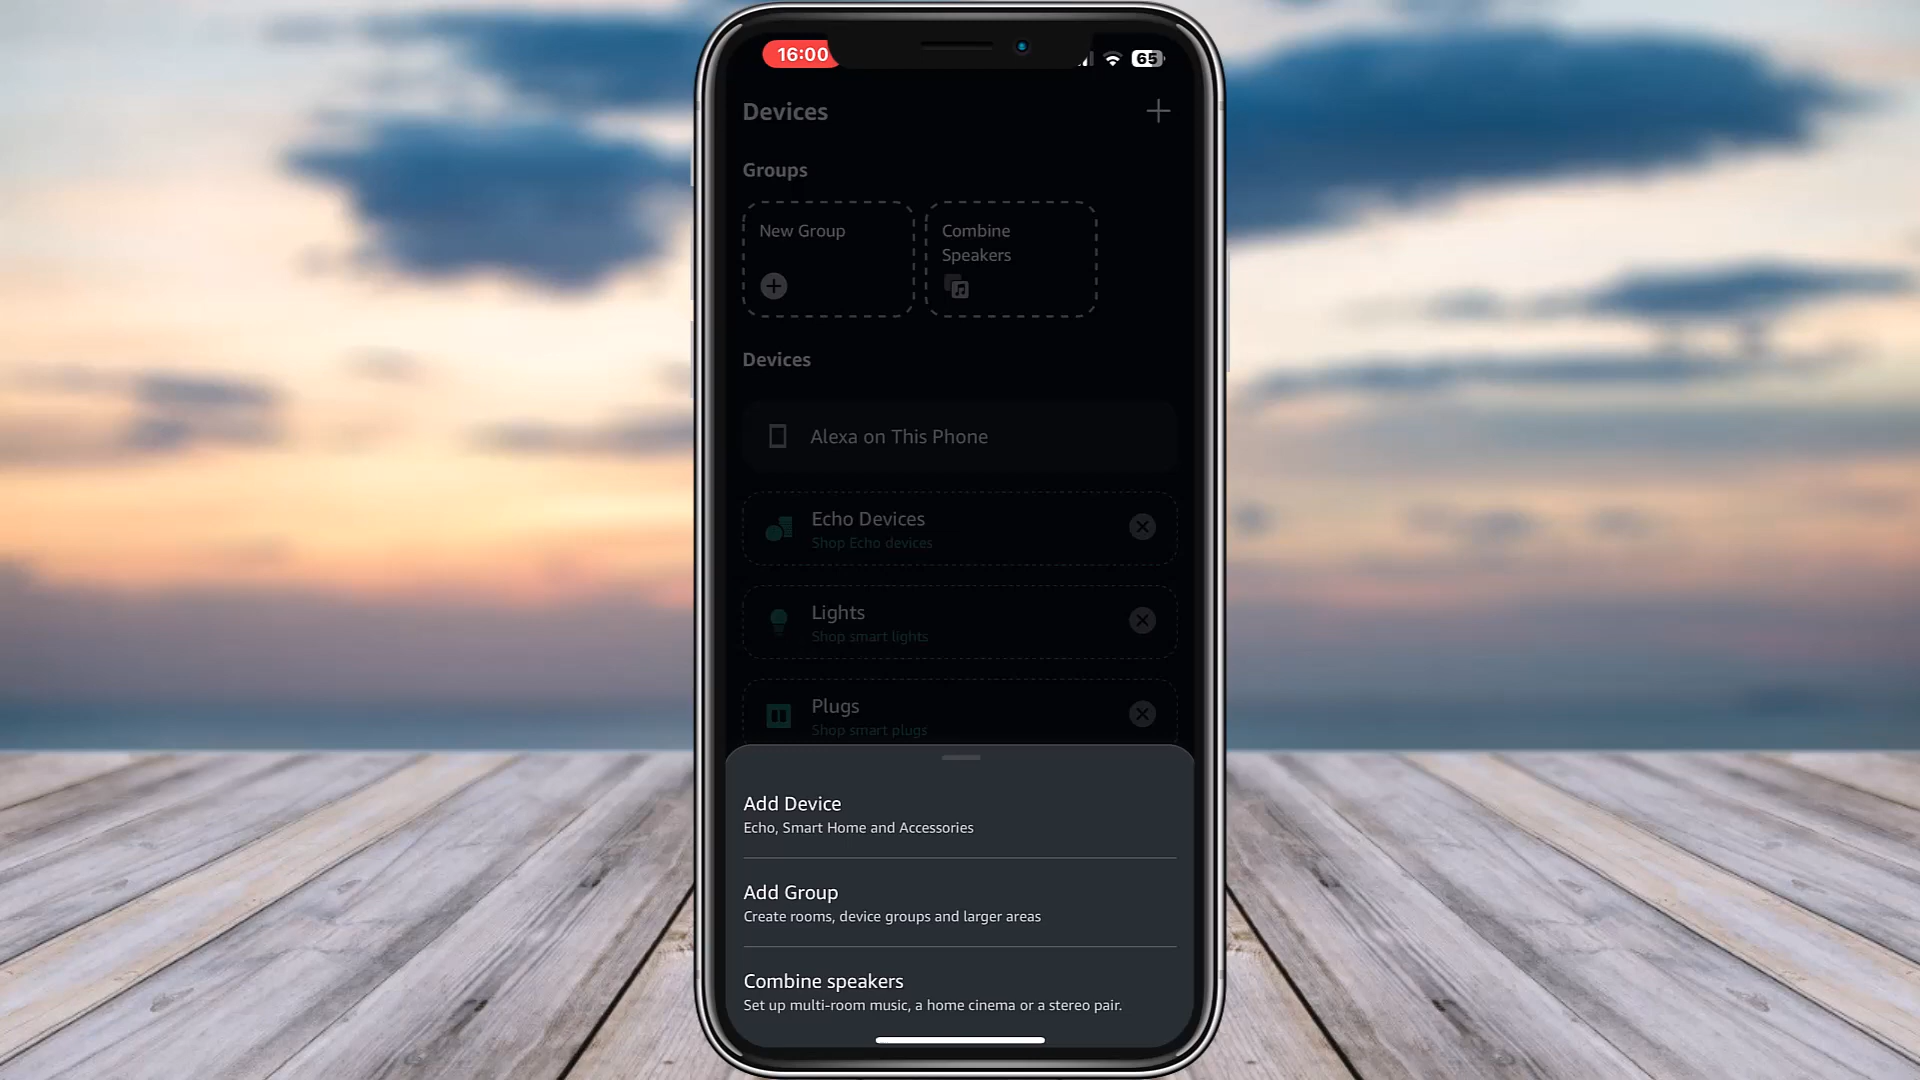 16:00
65
Devices
Groups
New Group
Combine
Speakers
Devices
Alexa on This Phone
Echo Devices
Shop Echo devices
Lights
Shop smart lights
Plugs
Shop smart plugs
Add Device
Echo, Smart Home and Accessories
Add Group
Create rooms, device groups and larger areas
Combine speakers
Set up multi-room music, a home cinema or a stereo pair.